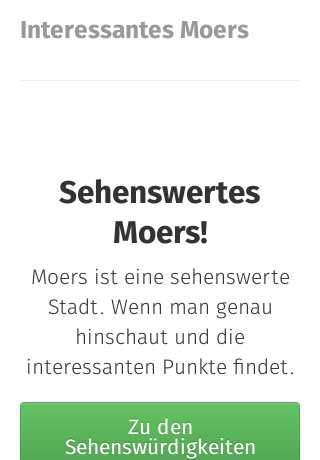 Interessantes Moers
Sehenswertes
Moers!
Moers ist eine sehenswerte
Stadt. Wenn man genau
hinschaut und die
interessanten Punkte findet.
Zu den
Sehenswürdigkeiten